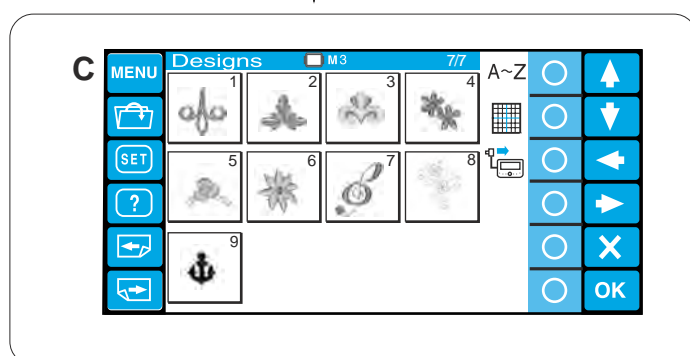 C
MENU
Designs M3 7/7
A~Z
1 2 3 4
SET
5 6 7 8
?
9
X
OK